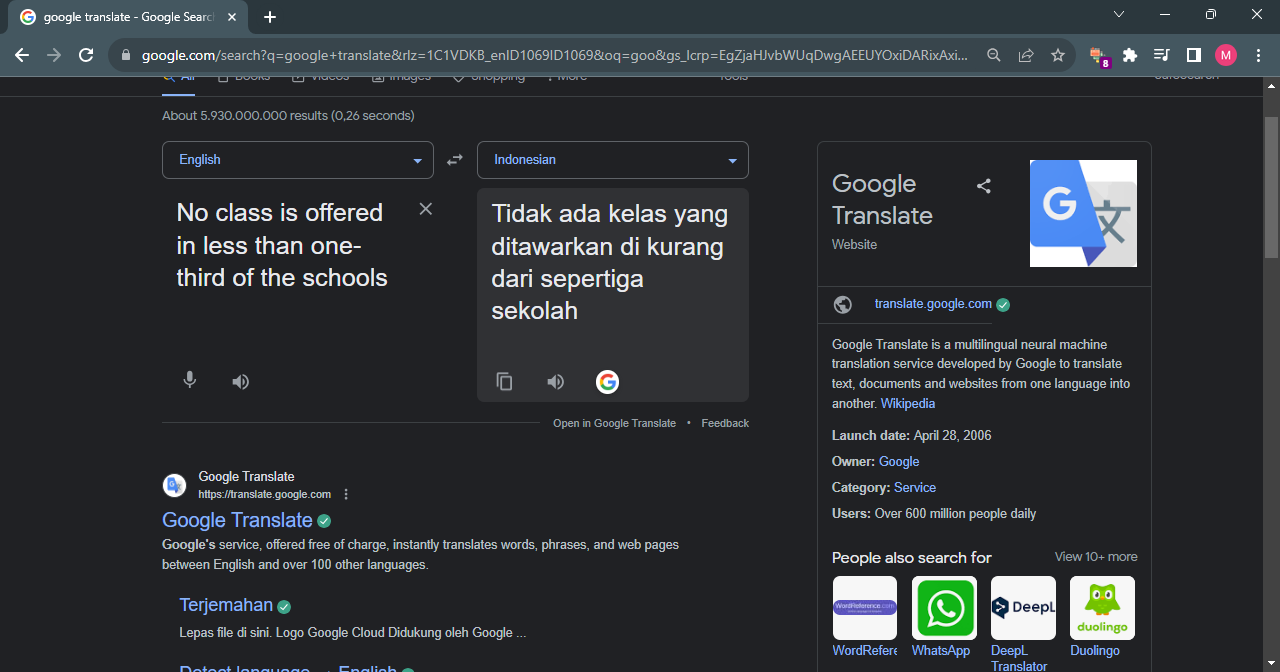 google translate - Google Searc
google.com/search?q=google+translate&rlz=1C1VDKB_enID1069ID1069&oq=goo&gs_lcrp=EgZjaHJvbWUqDwgAEEUYOxiDARixAxi...
8
M
All Books Videos Images Shopping More Tools SafeSearch
About 5.930.000.000 results (0,26 seconds)
English
Indonesian
No class is offered
in less than one-
third of the schools
Tidak ada kelas yang
ditawarkan di kurang
dari sepertiga
sekolah
Open in Google Translate • Feedback
Google Translate
https://translate.google.com
Google Translate
Google's service, offered free of charge, instantly translates words, phrases, and web pages
between English and over 100 other languages.
Terjemahan
Lepas file di sini. Logo Google Cloud Didukung oleh Google ...
Detect language → English
Google
Translate
Website
G 文
translate.google.com
Google Translate is a multilingual neural machine
translation service developed by Google to translate
text, documents and websites from one language into
another. Wikipedia
Launch date: April 28, 2006
Owner: Google
Category: Service
Users: Over 600 million people daily
People also search for
View 10+ more
WordReference.com
DeepL
duolingo
WordRefere
WhatsApp
DeepL
Translator
Duolingo